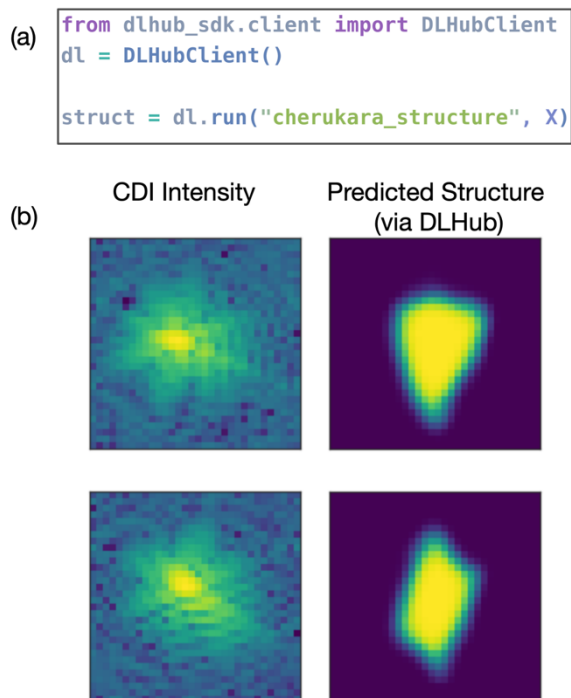 (a)
from dlhub_sdk.client import DLHubClient
dl = DLHubClient()
struct = dl.run("cherukara_structure", X)
(b)
CDI Intensity
Predicted Structure
(via DLHub)